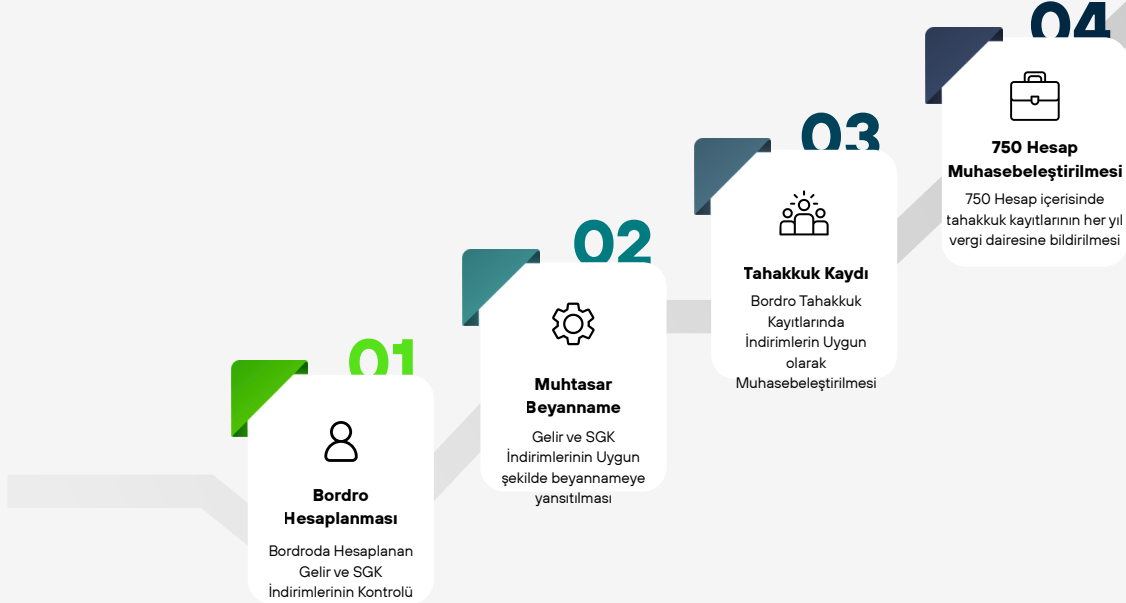 01
Bordro
Hesaplanması
Bordroda Hesaplanan
Gelir ve SGK
İndirimlerinin Kontrolü
02
Muhtasar
Beyanname
Gelir ve SGK
İndirimlerinin Uygun
şekilde beyannameye
yansıtılması
03
Tahakkuk Kaydı
Bordro Tahakkuk
Kayıtlarında
İndirimlerin Uygun
olarak
Muhasebeleştirilmesi
04
750 Hesap
Muhasebeleştirilmesi
750 Hesap içerisinde
tahakkuk kayıtlarının her yıl
vergi dairesine bildirilmesi